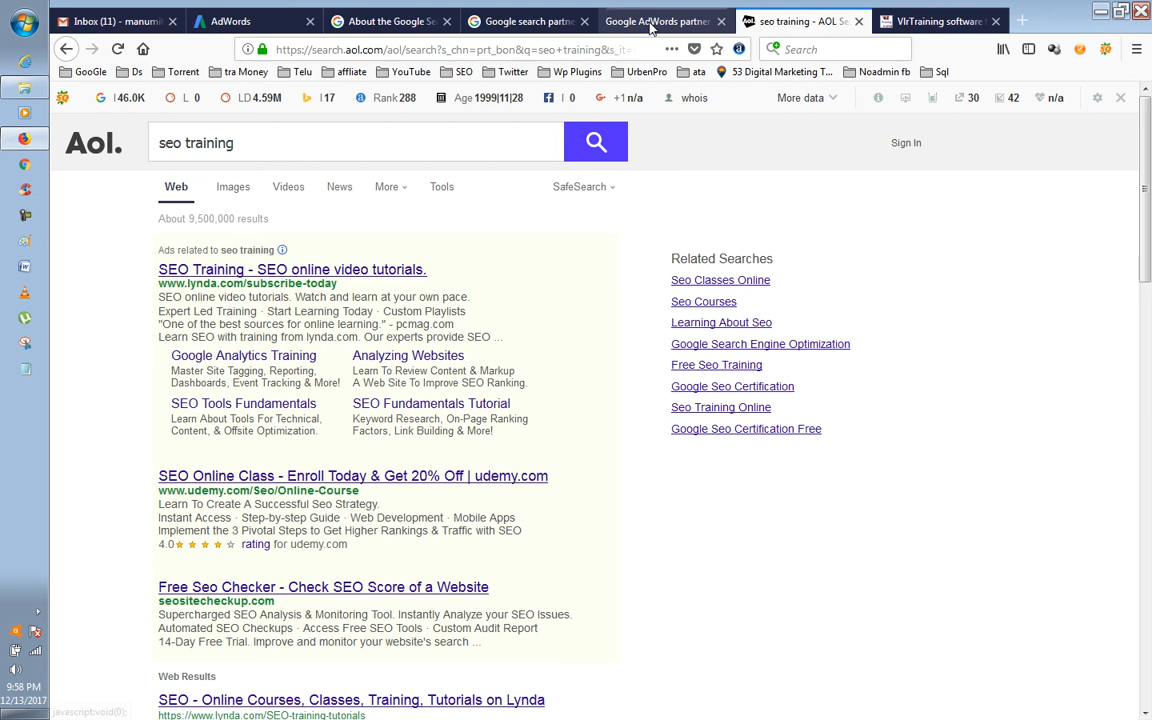 Inbox (11) - manumit
AdWords
About the Google Se
Google search partne
Google AdWords partner
seo training - AOL Se
VlrTraining software t
https://search.aol.com/aol/search?s_chn=prt_bon&q=seo+training&s_it=
Search
GooGle
Ds
Torrent
tra Money
Telu
affliate
YouTube
SEO
Twitter
Wp Plugins
UrbenPro
ata
53 Digital Marketing T...
Noadmin fb
Sql
I 46.0K
L 0
LD 4.59M
I 17
Rank 288
Age 1999|11|28
I 0
+1 n/a
whois
More data
30
42
n/a
Aol.
seo training
Sign In
Web
Images
Videos
News
More
Tools
SafeSearch
About 9,500,000 results
Ads related to seo training
SEO Training - SEO online video tutorials.
www.lynda.com/subscribe-today
SEO online video tutorials. Watch and learn at your own pace.
Expert Led Training · Start Learning Today · Custom Playlists
"One of the best sources for online learning." - pcmag.com
Learn SEO with training from lynda.com. Our experts provide SEO ...
Google Analytics Training
Master Site Tagging, Reporting,
Dashboards, Event Tracking & More!
Analyzing Websites
Learn To Review Content & Markup
A Web Site To Improve SEO Ranking.
SEO Tools Fundamentals
Learn About Tools For Technical,
Content, & Offsite Optimization.
SEO Fundamentals Tutorial
Keyword Research, On-Page Ranking
Factors, Link Building & More!
SEO Online Class - Enroll Today & Get 20% Off | udemy.com
www.udemy.com/Seo/Online-Course
Learn To Create A Successful Seo Strategy.
Instant Access · Step-by-step Guide · Web Development · Mobile Apps
Implement the 3 Pivotal Steps to Get Higher Rankings & Traffic with SEO
4.0 ★ ★ ★ ★ ☆ rating for udemy.com
Free Seo Checker - Check SEO Score of a Website
seositecheckup.com
Supercharged SEO Analysis & Monitoring Tool. Instantly Analyze your SEO Issues.
Automated SEO Checkups · Access Free SEO Tools · Custom Audit Report
14-Day Free Trial. Improve and monitor your website's search ...
Web Results
SEO - Online Courses, Classes, Training, Tutorials on Lynda
https://www.lynda.com/SEO-training-tutorials
Related Searches
Seo Classes Online
Seo Courses
Learning About Seo
Google Search Engine Optimization
Free Seo Training
Google Seo Certification
Seo Training Online
Google Seo Certification Free
9:58 PM
12/13/2017
javascript:void(0);